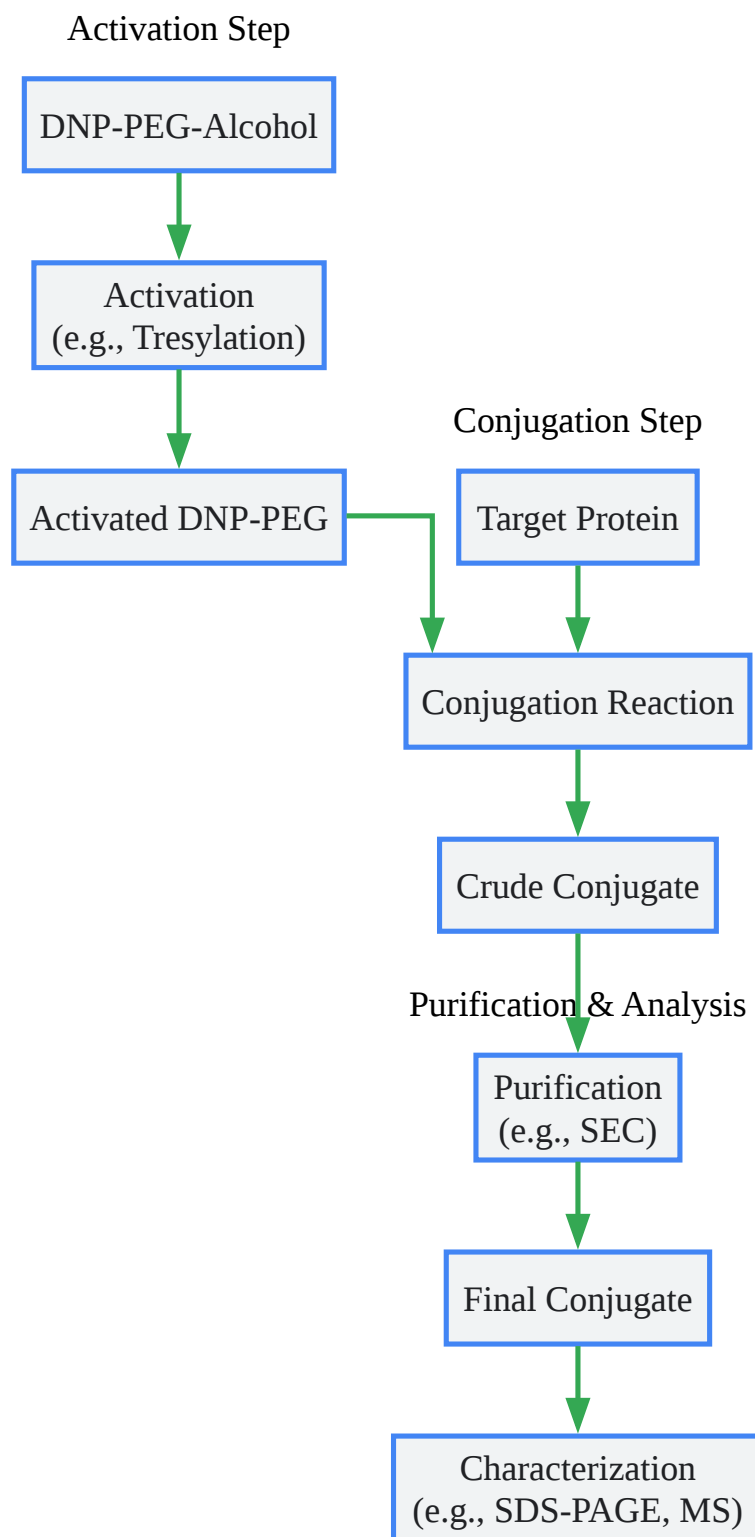 Activation Step
DNP-PEG-Alcohol
Activation
(e.g., Tresylation)
Activated DNP-PEG
Conjugation Step
Target Protein
Conjugation Reaction
Crude Conjugate
Purification & Analysis
Purification
(e.g., SEC)
Final Conjugate
Characterization
(e.g., SDS-PAGE, MS)